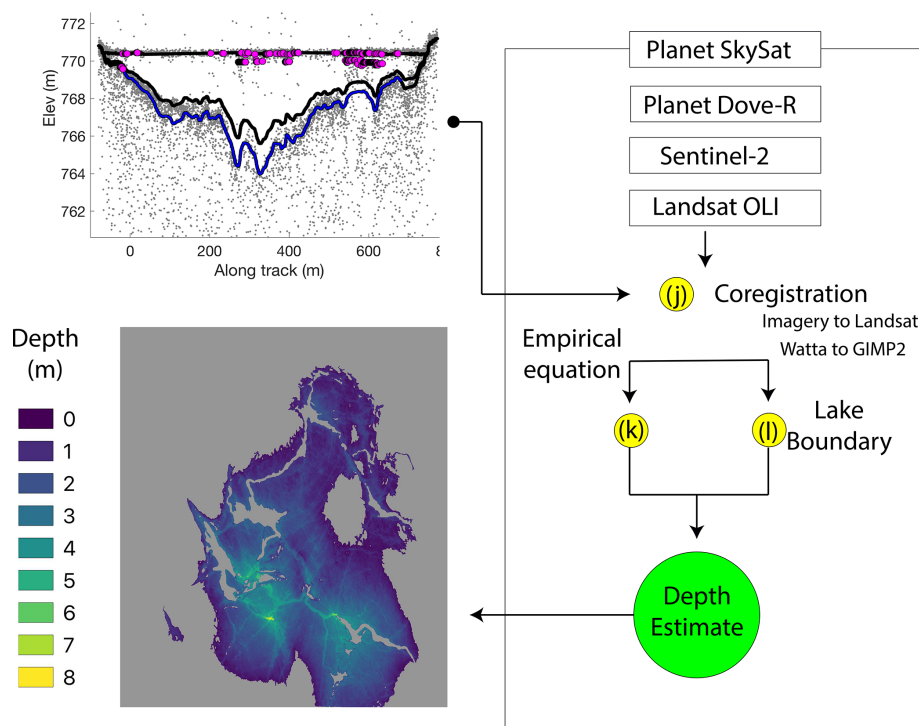 772
770
768
766
764
762
Elev (m)
0
200
400
600
8
Along track (m)
Planet SkySat
Planet Dove-R
Sentinel-2
Landsat OLI
(j)
Coregistration
Imagery to Landsat
Watta to GIMP2
Empirical
equation
(k)
(l)
Lake
Boundary
Depth
Estimate
Depth
(m)
0
1
2
3
4
5
6
7
8